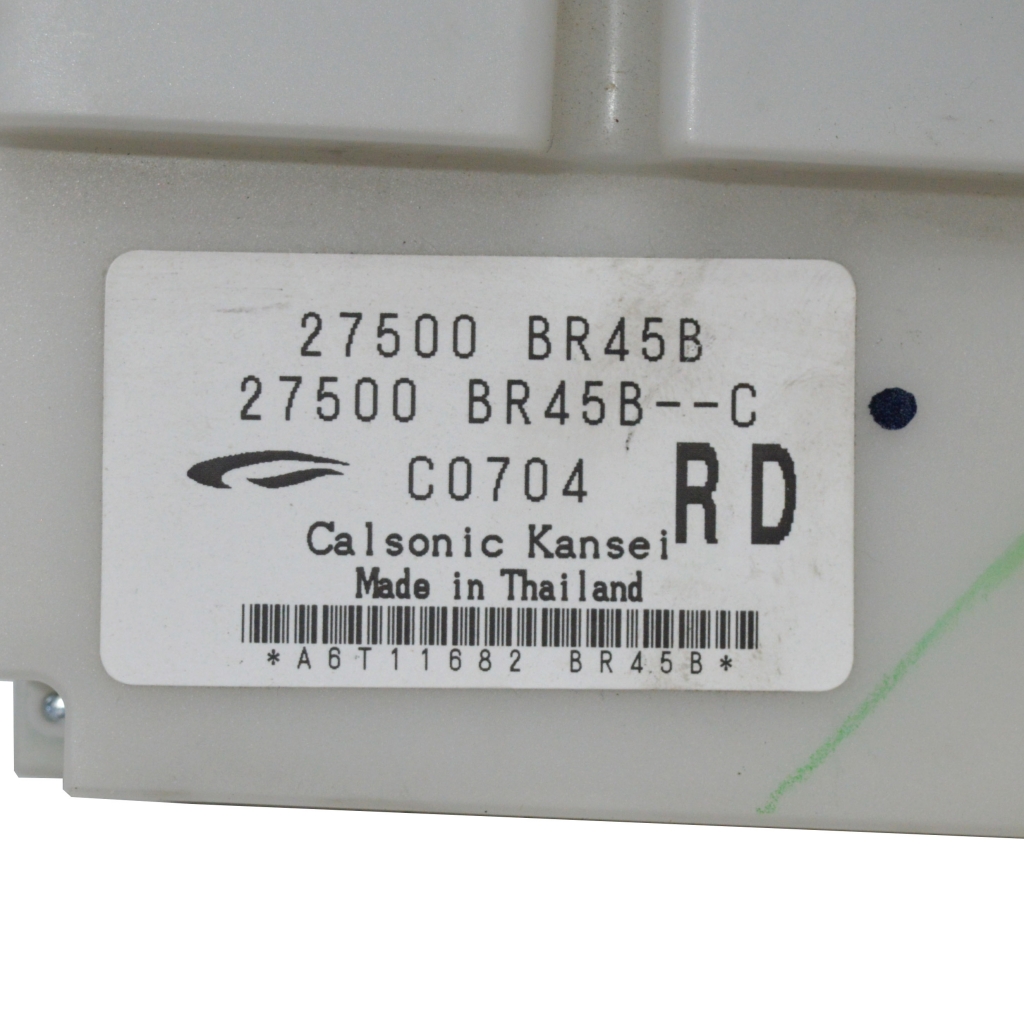 27500 BR45B
27500 BR45B--C
C0704 RD
Calsonic Kansei
Made in Thailand
*A6T11682 BR45B*